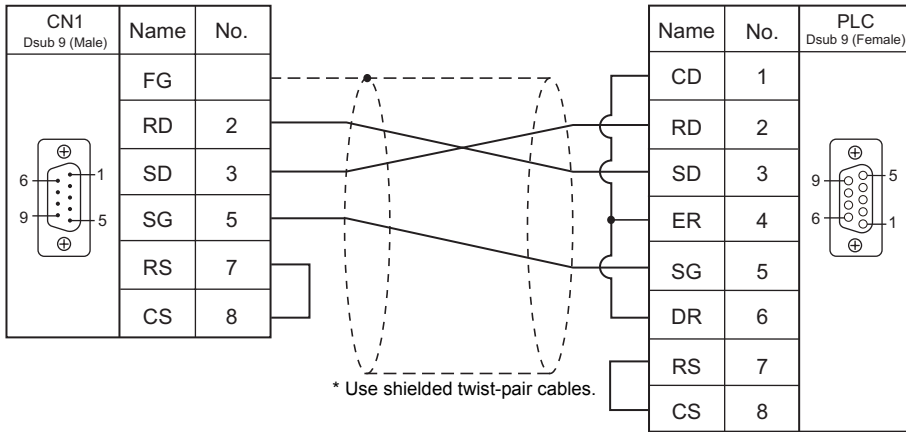 CN1
Dsub 9 (Male)
Name
No.
FG
RD 2
SD 3
SG 5
RS 7
CS 8
6
1
9
5
* Use shielded twist-pair cables.
Name
No.
PLC
Dsub 9 (Female)
CD 1
RD 2
SD 3
ER 4
SG 5
DR 6
RS 7
CS 8
9
5
6
1